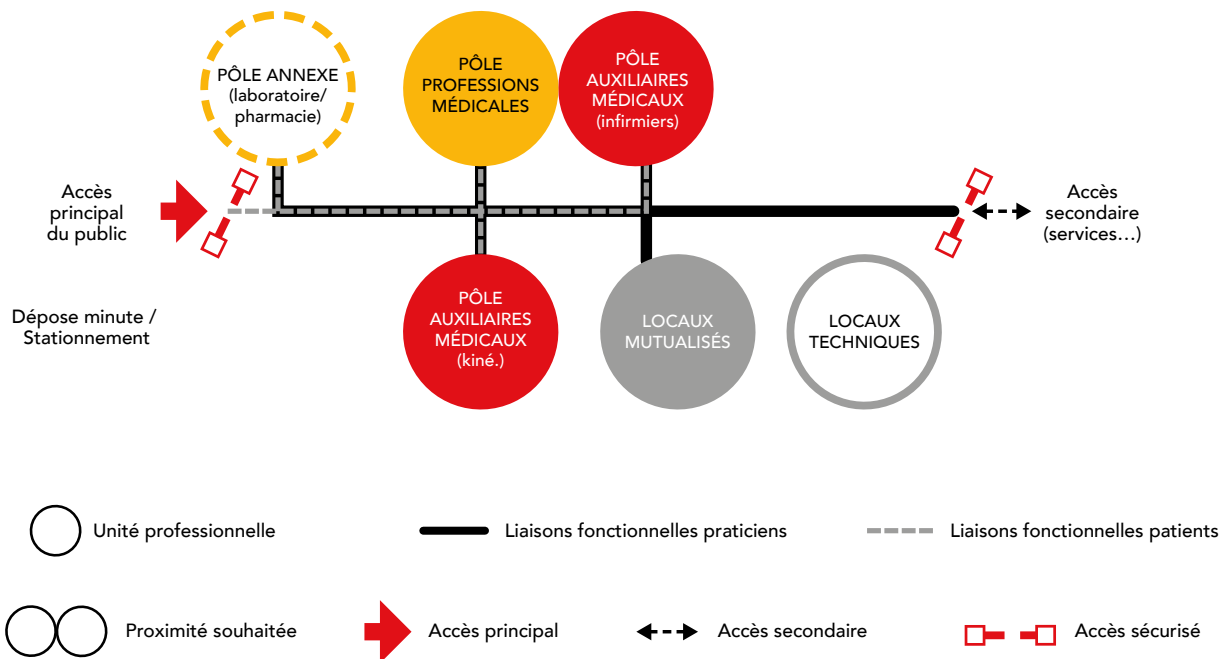 PÔLE ANNEXE
(laboratoire/
pharmacie)
PÔLE
PROFESSIONS
MÉDICALES
PÔLE
AUXILIAIRES
MÉDICAUX
(infirmiers)
Accès
principal
du public
Accès
secondaire
(services…)
Dépose minute /
Stationnement
PÔLE
AUXILIAIRES
MÉDICAUX
(kiné.)
LOCAUX
MUTUALISÉS
LOCAUX
TECHNIQUES
Unité professionnelle
Liaisons fonctionnelles praticiens
Liaisons fonctionnelles patients
Proximité souhaitée
Accès principal
Accès secondaire
Accès sécurisé